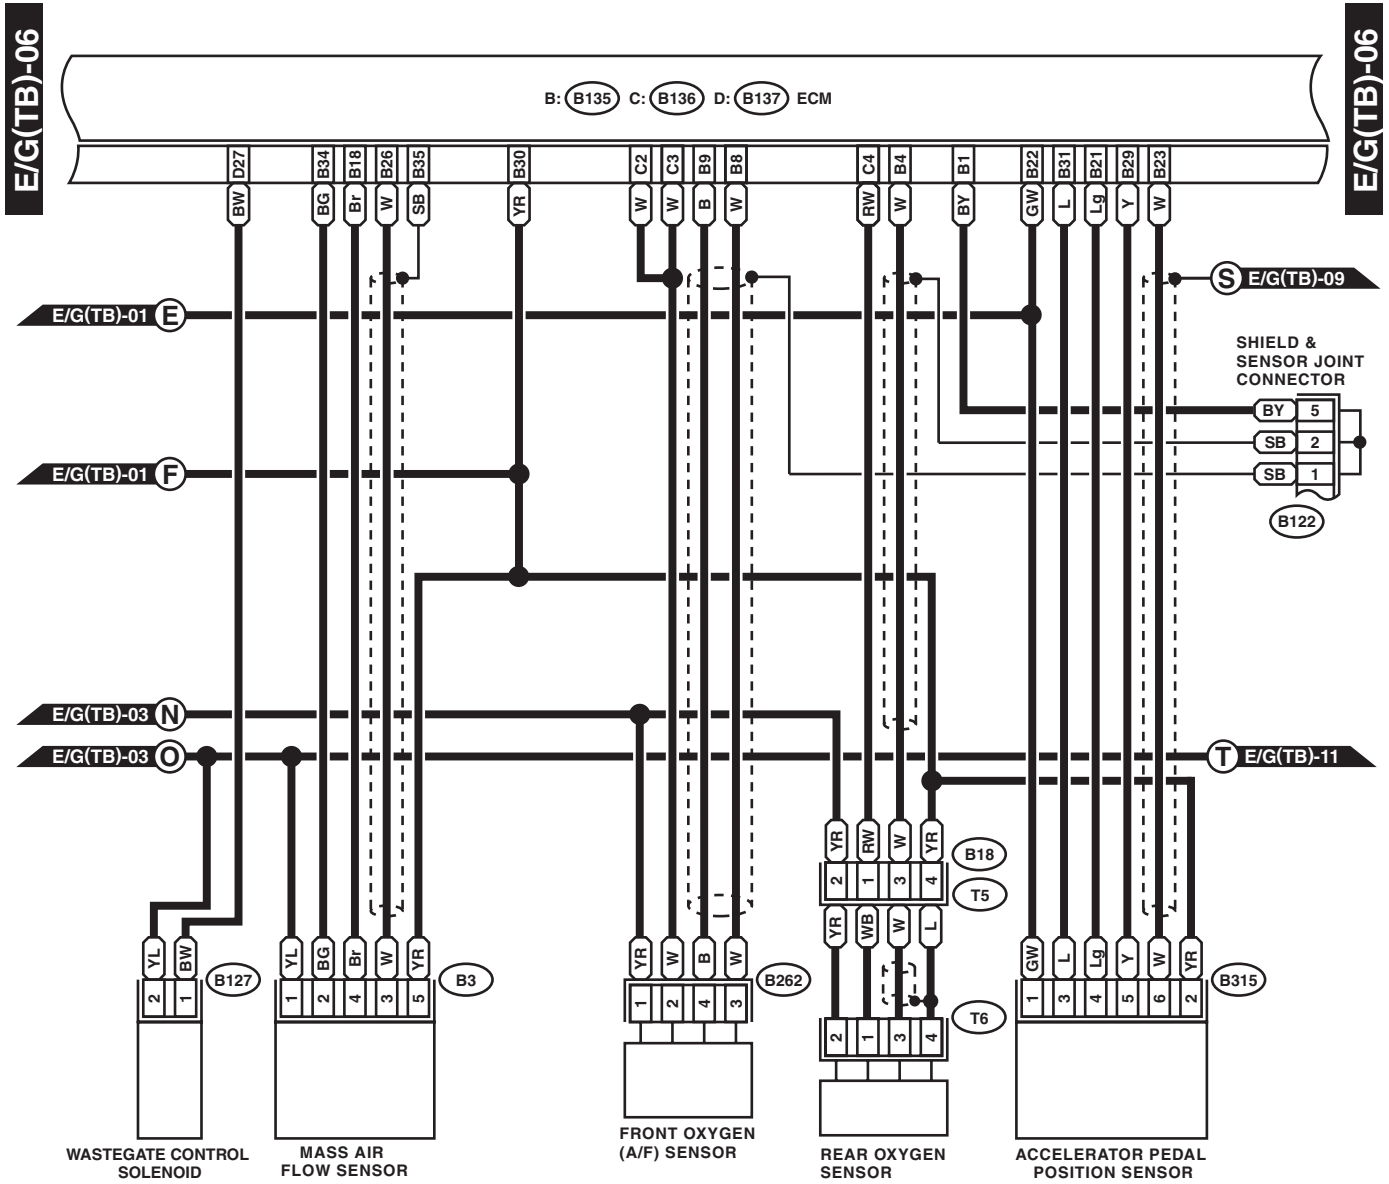 E/G(TB)-06
E/G(TB)-06
B: B135 C: B136 D: B137 ECM
D27 B34 B18 B26 B35 B30 C2 C3 B9 B8 C4 B4 B1 B22 B31 B21 B29 B23
BW BG Br W SB YR W W B W RW W BY GW L Lg Y W
S E/G(TB)-09
E/G(TB)-01 E
SHIELD &
SENSOR JOINT
CONNECTOR
BY 5
SB 2
E/G(TB)-01 F
SB 1
B122
E/G(TB)-03 N
E/G(TB)-03 O
T E/G(TB)-11
YR RW W YR
B18
2 1 3 4
T5
YR WB W L
YL BW
B127
2 1
YL BG Br W YR
B3
1 2 4 3 5
YR W B W
B262
1 2 4 3
T6
2 1 3 4
GW L Lg Y W YR
B315
1 3 4 5 6 2
WASTEGATE CONTROL
SOLENOID
MASS AIR
FLOW SENSOR
FRONT OXYGEN
(A/F) SENSOR
REAR OXYGEN
SENSOR
ACCELERATOR PEDAL
POSITION SENSOR